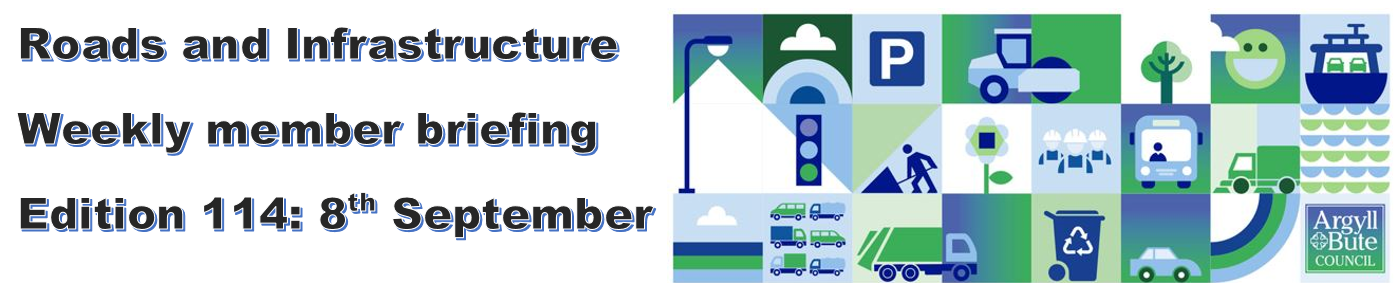 Roads and Infrastructure
Weekly member briefing
Edition 114: 8th September
P
Argyll
Bute
COUNCIL